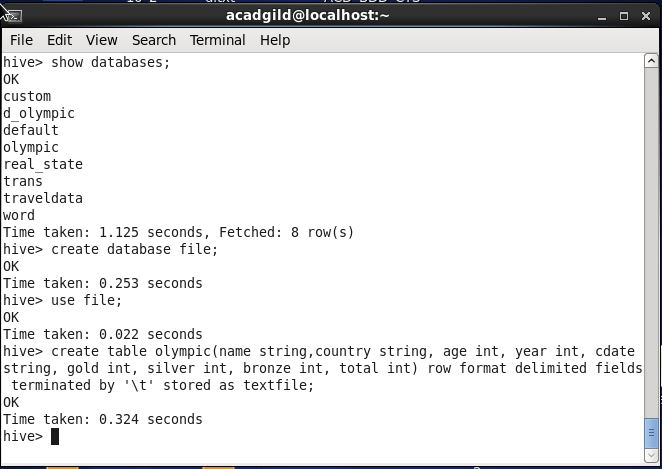 acadgild@localhost:~
File Edit View Search Terminal Help
hive> show databases;
OK
custom
d_olympic
default
olympic
real_state
trans
traveldata
word
Time taken: 1.125 seconds, Fetched: 8 row(s)
hive> create database file;
OK
Time taken: 0.253 seconds
hive> use file;
OK
Time taken: 0.022 seconds
hive> create table olympic(name string,country string, age int, year int, cdate
string, gold int, silver int, bronze int, total int) row format delimited fields
 terminated by '\t' stored as textfile;
OK
Time taken: 0.324 seconds
hive>